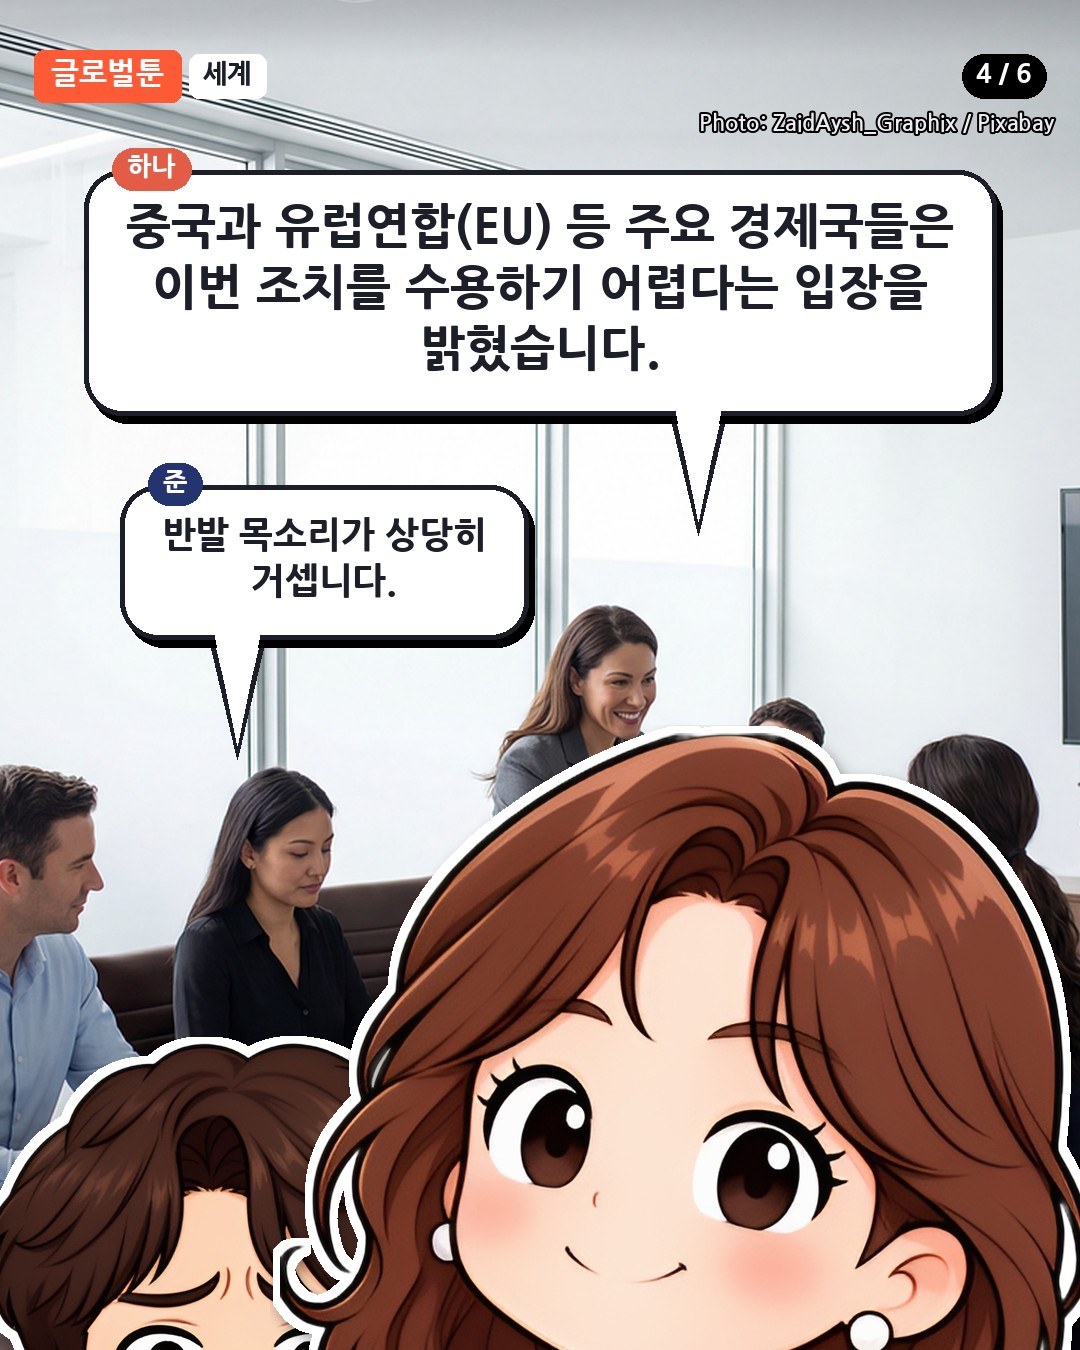 글로벌툰 세계
4 / 6
Photo: ZaidAysh_Graphix / Pixabay
하나
중국과 유럽연합(EU) 등 주요 경제국들은
이번 조치를 수용하기 어렵다는 입장을
밝혔습니다.
준
반발 목소리가 상당히
거셉니다.